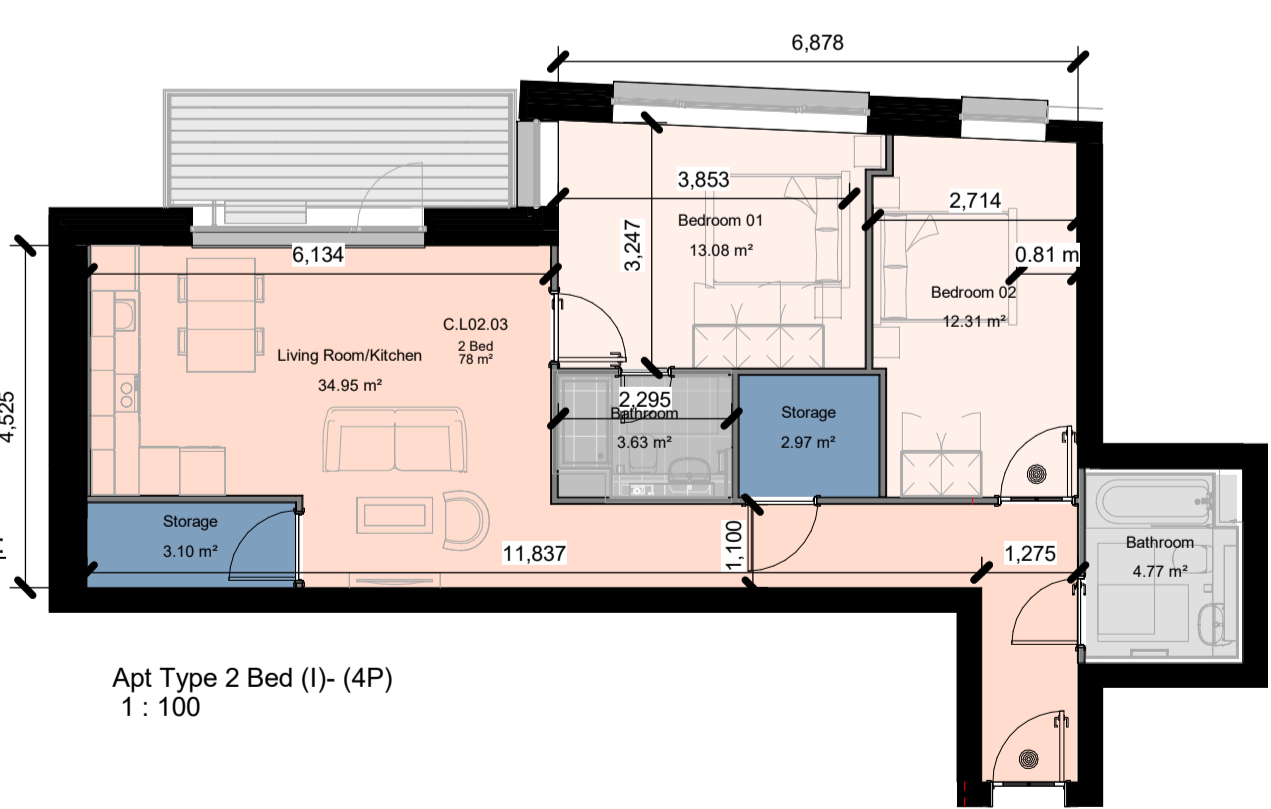 6,878
3,853
2,714
Bedroom 01
13.08 m²
3,247
6,134
0.81 m
Bedroom 02
12.31 m²
C.L02.03
2 Bed
78 m²
Living Room/Kitchen
34.95 m²
4,525
2,295
Bathroom
3.63 m²
Storage
2.97 m²
Storage
3.10 m²
11,837
1,100
1,275
Bathroom
4.77 m²
Apt Type 2 Bed (I)- (4P)
1 : 100